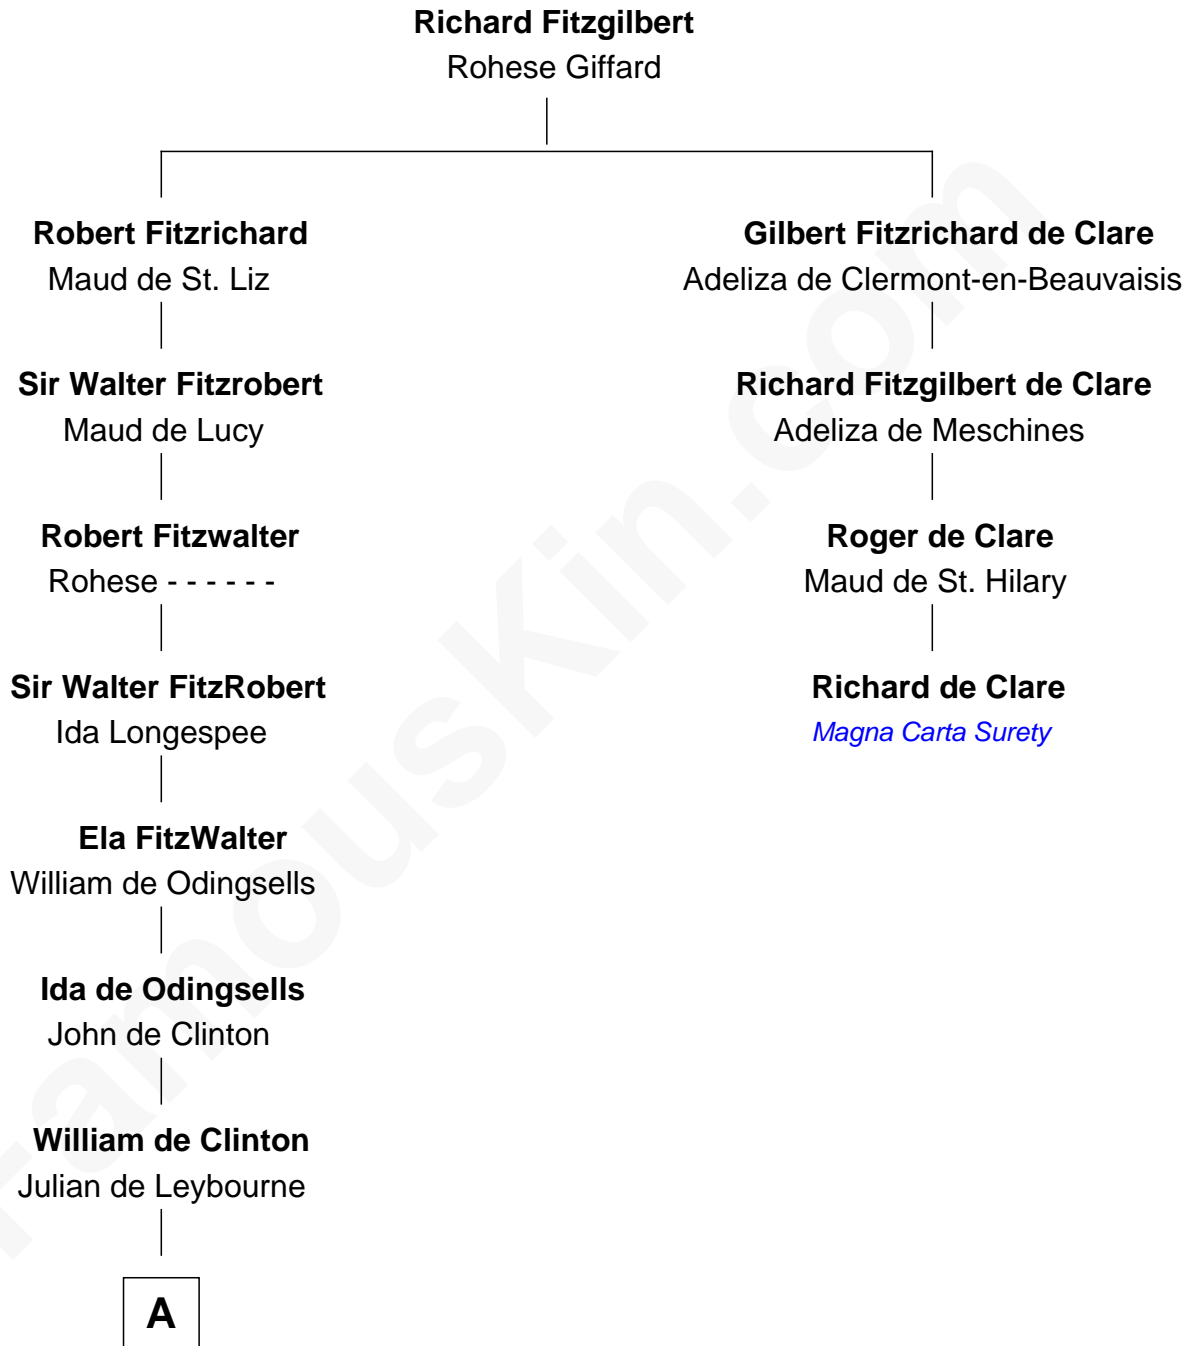 Richard Fitzgilbert
Rohese Giffard
Robert Fitzrichard
Maud de St. Liz
Gilbert Fitzrichard de Clare
Adeliza de Clermont-en-Beauvaisis
Sir Walter Fitzrobert
Maud de Lucy
Richard Fitzgilbert de Clare
Adeliza de Meschines
Robert Fitzwalter
Rohese - - - - - -
Roger de Clare
Maud de St. Hilary
Sir Walter FitzRobert
Ida Longespee
Richard de Clare
Magna Carta Surety
Ela FitzWalter
William de Odingsells
Ida de Odingsells
John de Clinton
William de Clinton
Julian de Leybourne
A
FamousKin.com